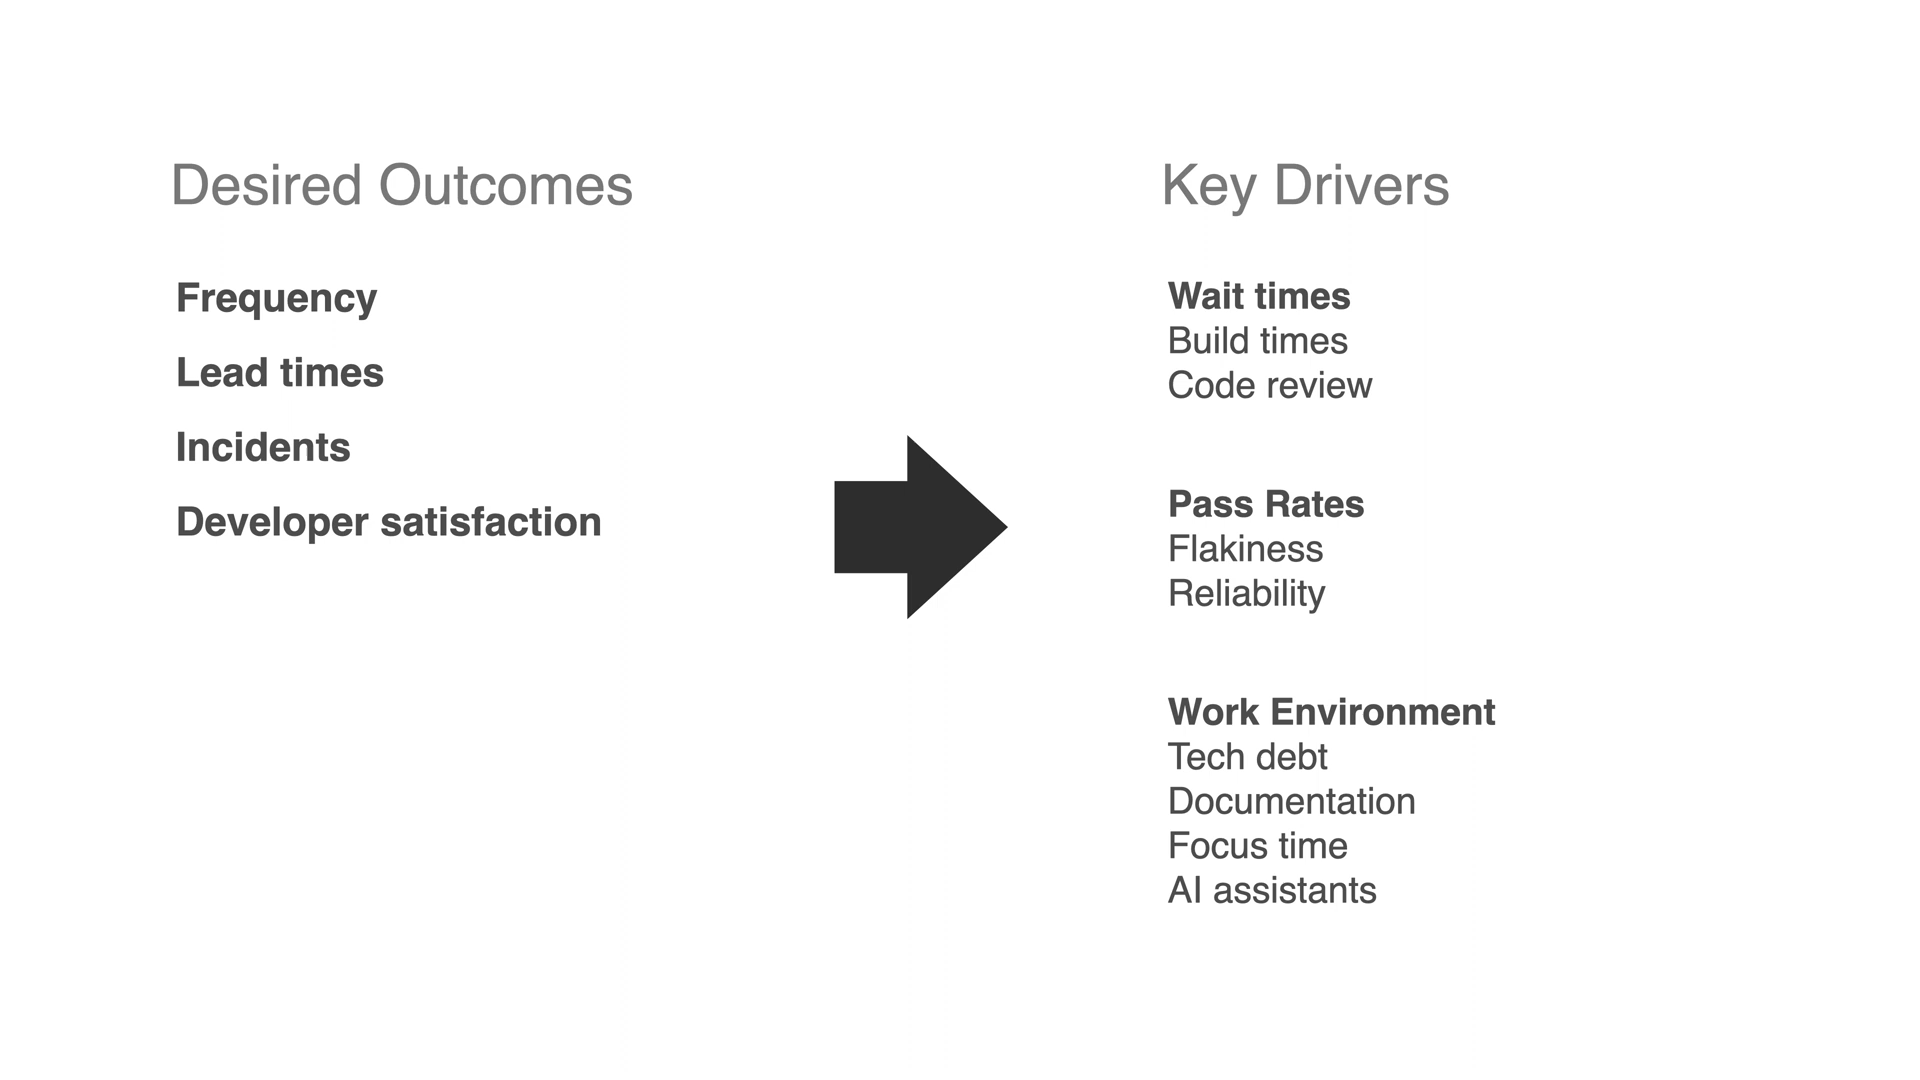 Desired Outcomes
Frequency
Lead times
Incidents
Developer satisfaction
Key Drivers
Wait times
Build times
Code review
Pass Rates
Flakiness
Reliability
Work Environment
Tech debt
Documentation
Focus time
AI assistants